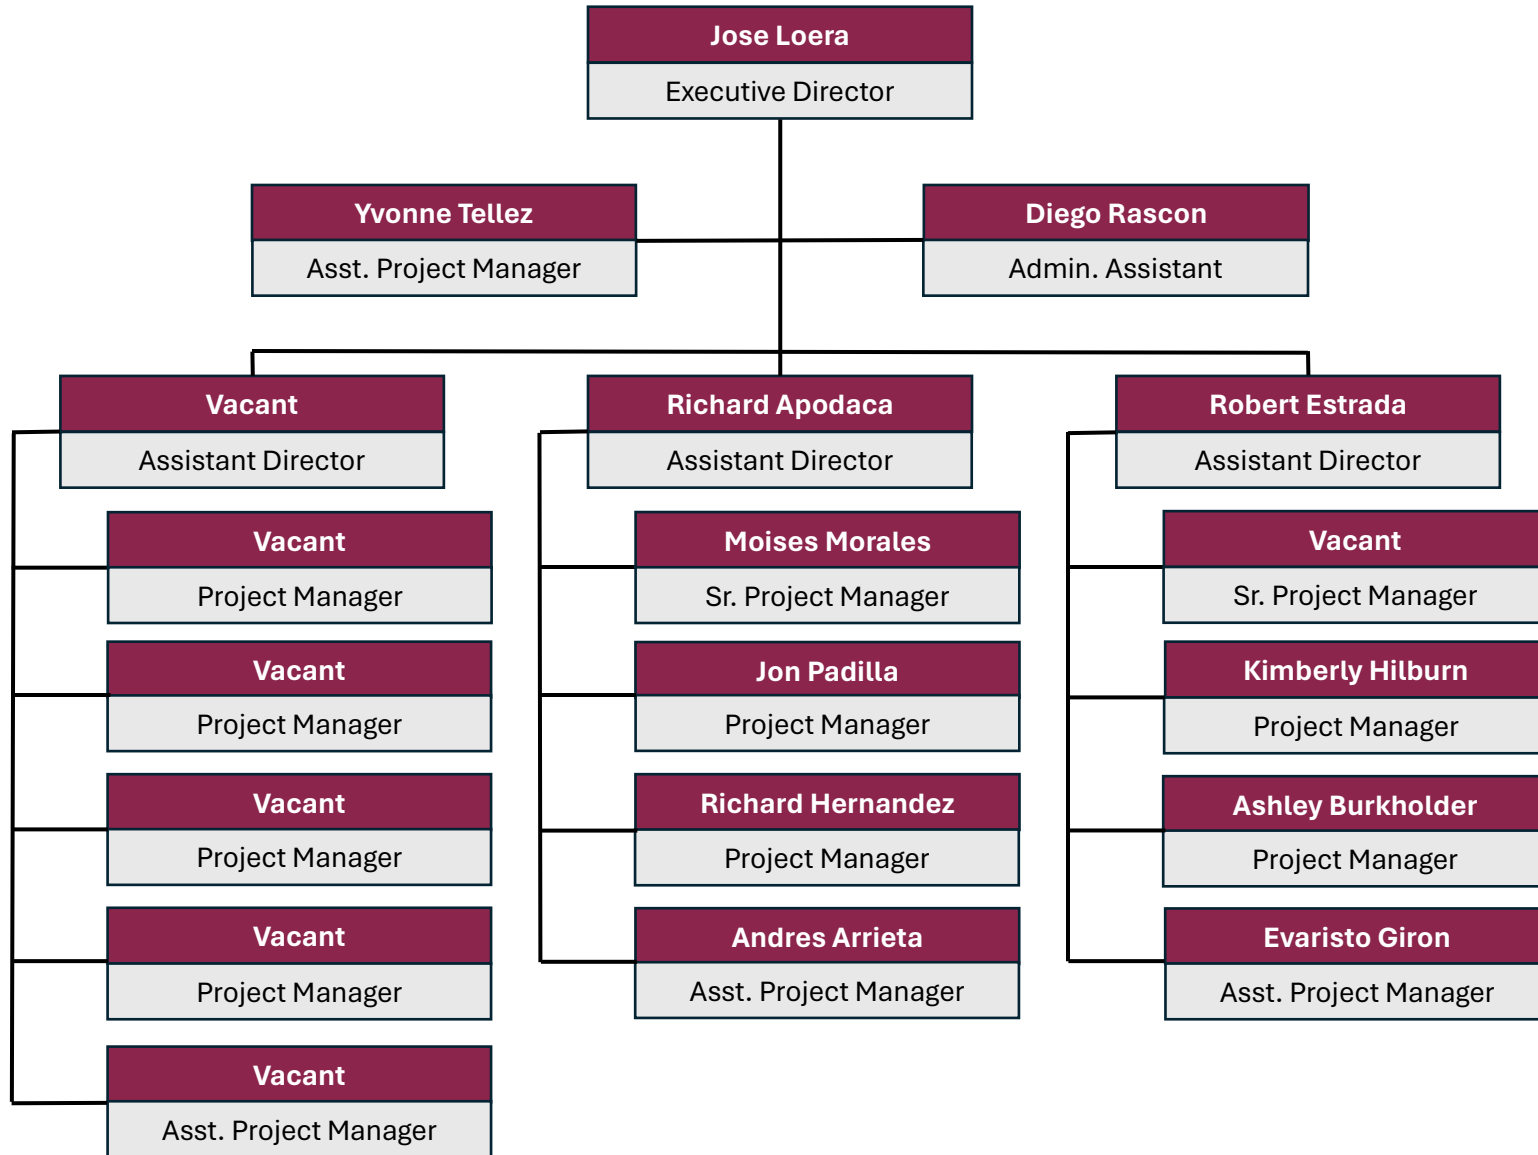 Jose Loera
Executive Director
Yvonne Tellez
Asst. Project Manager
Diego Rascon
Admin. Assistant
Vacant
Assistant Director
Vacant
Project Manager
Vacant
Project Manager
Vacant
Project Manager
Vacant
Project Manager
Vacant
Asst. Project Manager
Richard Apodaca
Assistant Director
Moises Morales
Sr. Project Manager
Jon Padilla
Project Manager
Richard Hernandez
Project Manager
Andres Arrieta
Asst. Project Manager
Robert Estrada
Assistant Director
Vacant
Sr. Project Manager
Kimberly Hilburn
Project Manager
Ashley Burkholder
Project Manager
Evaristo Giron
Asst. Project Manager